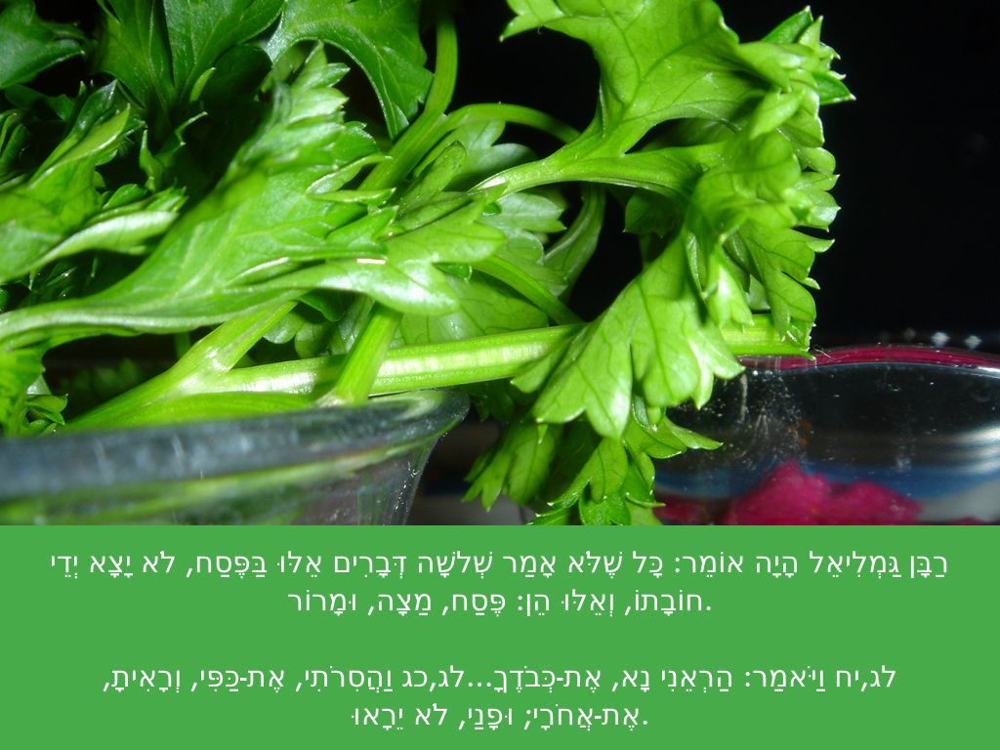 רַבָּן גַּמְלִיאֵל הָיָה אוֹמֵר: כָּל שֶׁלֹּא אָמַר שְׁלֹשָׁה דְּבָרִים אֵלּוּ בַּפֶּסַח, לֹא יָצָא יְדֵי
חוֹבָתוֹ, וְאֵלּוּ הֵן: פֶּסַח, מַצָה, וּמָרוֹר.
לג,יח וַיֹּאמַר: הַרְאֵנִי נָא, אֶת-כְּבֹדֶךָ...לג,כג וַהֲסִרֹתִי, אֶת-כַּפִּי, וְרָאִיתָ,
אֶת-אֲחֹרָי; וּפָנַי, לֹא יֵרָאוּ.